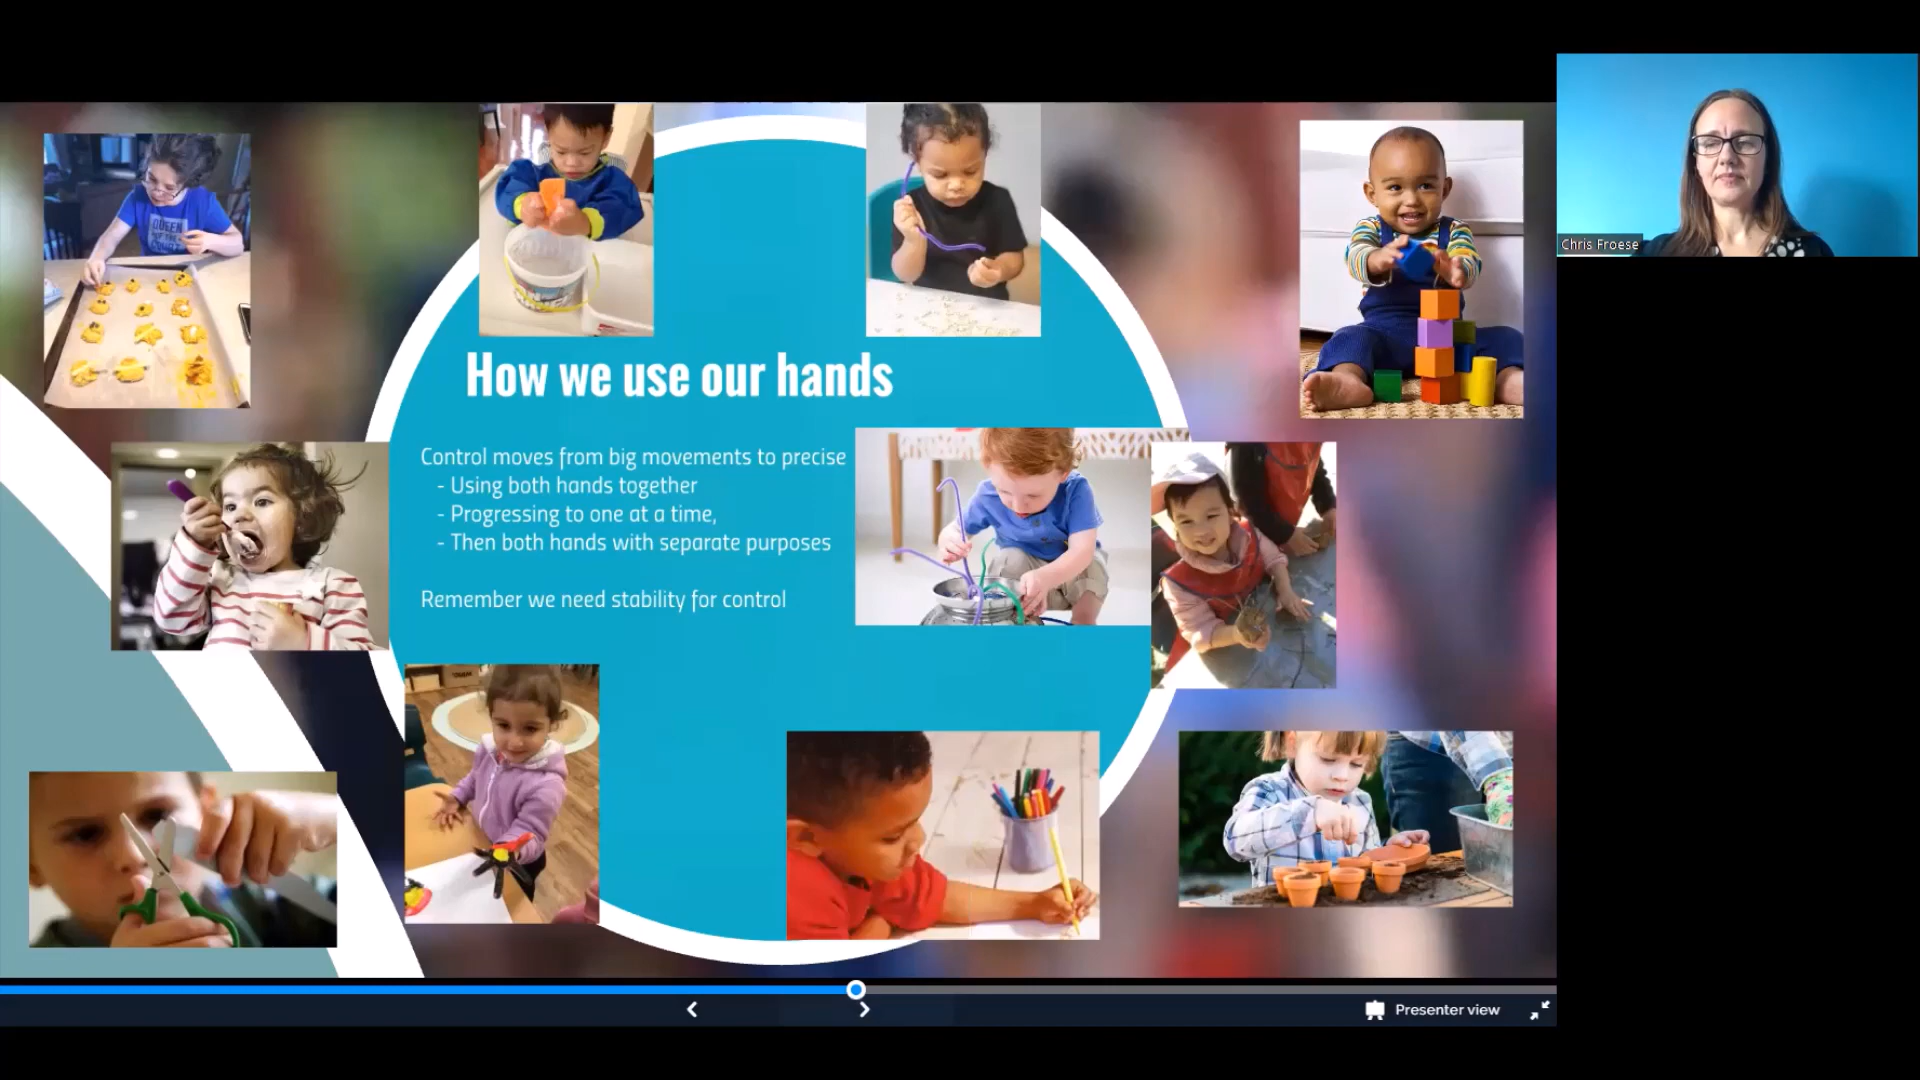 How we use our hands
Control moves from big movements to precise
- Using both hands together
- Progressing to one at a time,
- Then both hands with separate purposes
Remember we need stability for control
Chris Froese
Presenter view